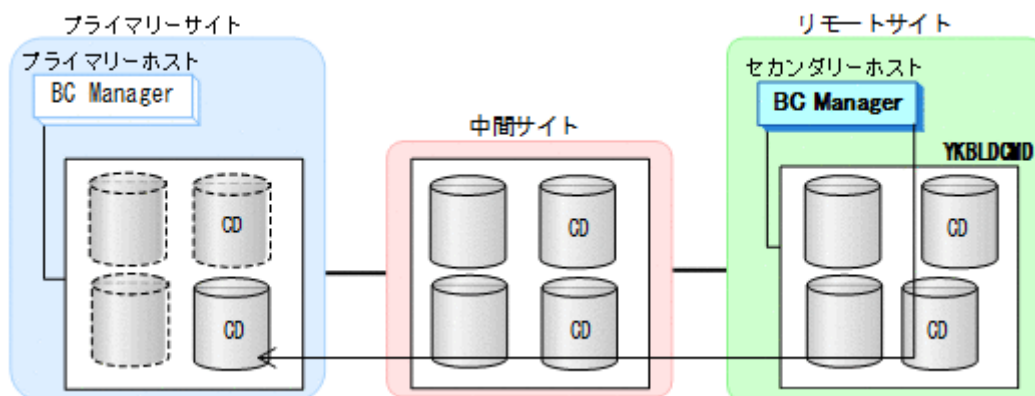 プライマリーサイト
プライマリーホスト
BC Manager
CD
CD
中間サイト
CD
CD
リモートサイト
セカンダリーホスト
BC Manager
YKBLDCMD
CD
CD